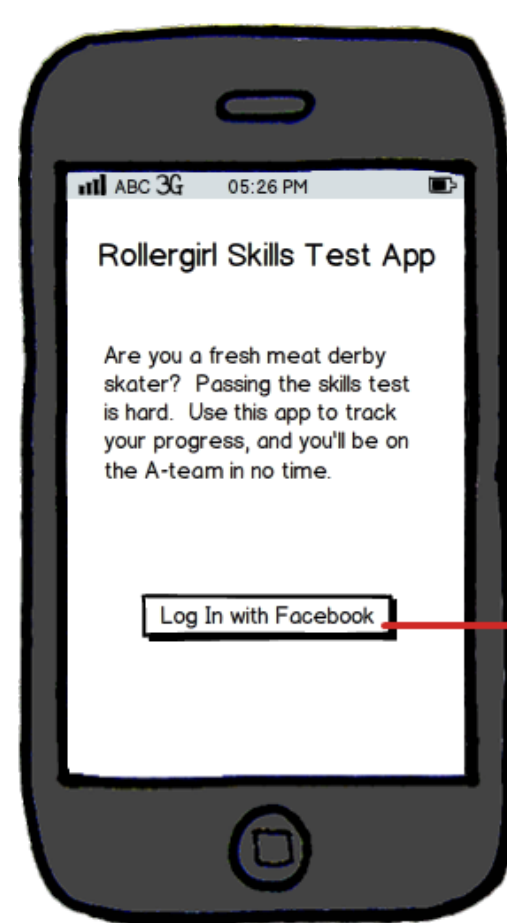 ABC 3G 05:26 PM
Rollergirl Skills Test App
Are you a fresh meat derby
skater? Passing the skills test
is hard. Use this app to track
your progress, and you'll be on
the A-team in no time.
Log In with Facebook